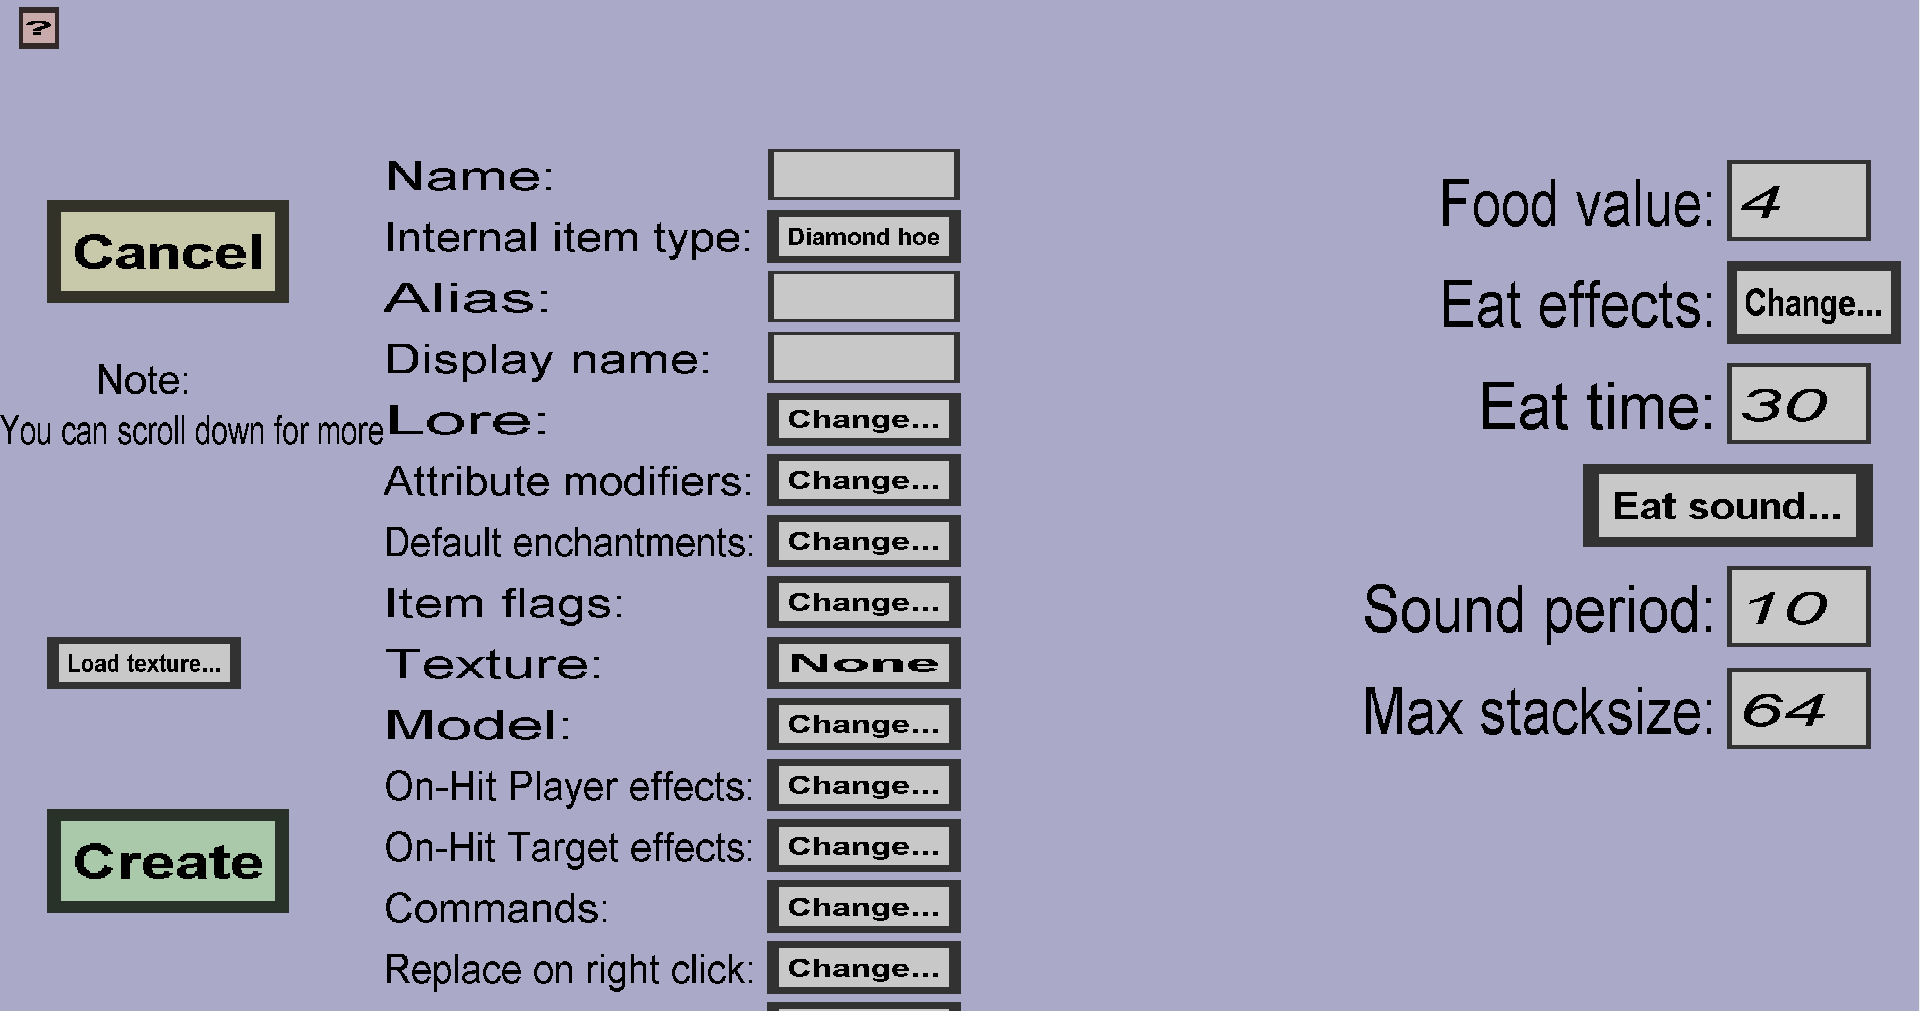 ?
Cancel
Note:
You can scroll down for more
Load texture...
Create
Name:
Internal item type: Diamond hoe
Alias:
Display name:
Lore: Change...
Attribute modifiers: Change...
Default enchantments: Change...
Item flags: Change...
Texture: None
Model: Change...
On-Hit Player effects: Change...
On-Hit Target effects: Change...
Commands: Change...
Replace on right click: Change...
Food value: 4
Eat effects: Change...
Eat time: 30
Eat sound...
Sound period: 10
Max stacksize: 64